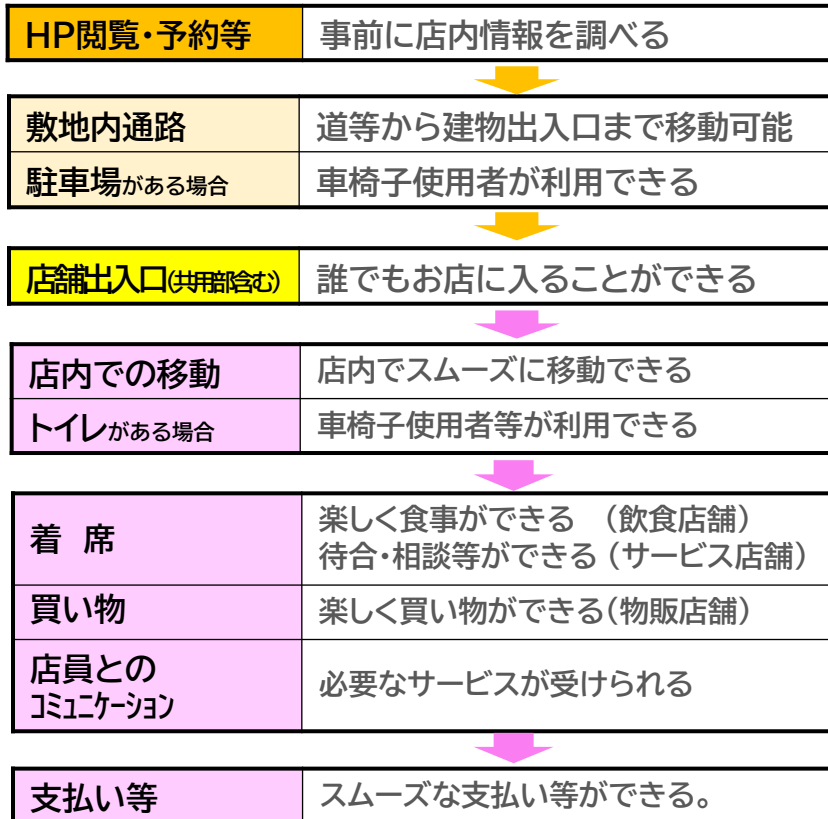 HP閲覧・予約等 事前に店内情報を調べる
敷地内通路 道等から建物出入口まで移動可能
駐車場がある場合 車椅子使用者が利用できる
店舗出入口(共用部含む) 誰でもお店に入ることができる
店内での移動 店内でスムーズに移動できる
トイレがある場合 車椅子使用者等が利用できる
着 席 楽しく食事ができる （飲食店舗）
待合・相談等ができる（サービス店舗）
買い物 楽しく買い物ができる（物販店舗）
店員との
コミュニケーション 必要なサービスが受けられる
支払い等 スムーズな支払い等ができる。